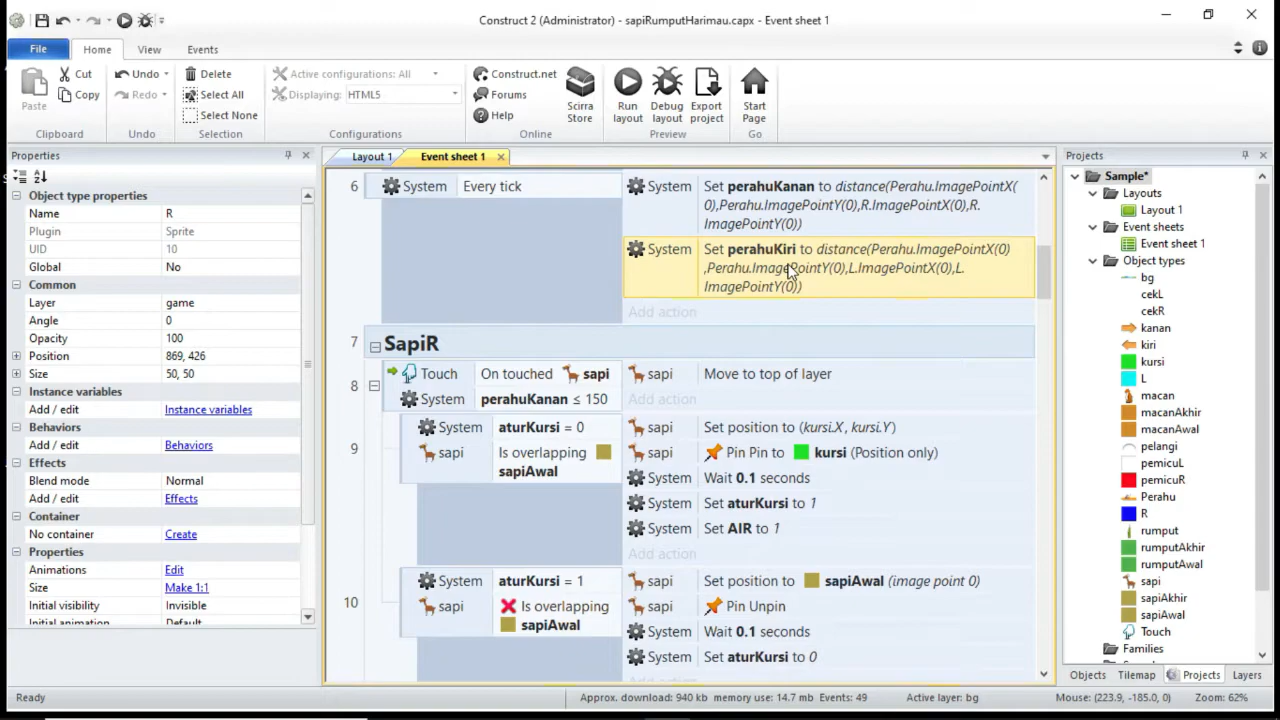 Construct 2 (Administrator) - sapiRumputHarimau.capx - Event sheet 1
File Home View Events
Paste
Cut
Copy
Clipboard
Undo
Redo
Undo
Delete
Select All
Select None
Selection
Active configurations: All
Displaying: HTML5
Configurations
Construct.net
Forums
Help
Scirra Store
Online
Run layout
Debug layout
Export project
Preview
Start Page
Go
Properties
Object type properties
Name R
Plugin Sprite
UID 10
Global No
Common
Layer game
Angle 0
Opacity 100
Position 869, 426
Size 50, 50
Instance variables
Add / edit Instance variables
Behaviors
Add / edit Behaviors
Effects
Blend mode Normal
Add / edit Effects
Container
No container Create
Properties
Animations Edit
Size Make 1:1
Initial visibility Invisible
Initial animation Default
Layout 1 Event sheet 1
6 System Every tick
System Set perahuKanan to distance(Perahu.ImagePointX(
0),Perahu.ImagePointY(0),R.ImagePointX(0),R.
ImagePointY(0))
System Set perahuKiri to distance(Perahu.ImagePointX(0)
,Perahu.ImagePointY(0),L.ImagePointX(0),L.
ImagePointY(0))
Add action
7 SapiR
8 Touch On touched sapi sapi Move to top of layer
System perahuKanan ≤ 150 Add action
9 System aturKursi = 0 sapi Set position to (kursi.X, kursi.Y)
sapi Is overlapping sapiAwal sapi Pin Pin to kursi (Position only)
System Wait 0.1 seconds
System Set aturKursi to 1
System Set AIR to 1
Add action
10 System aturKursi = 1 sapi Set position to sapiAwal (image point 0)
sapi Is overlapping sapiAwal sapi Pin Unpin
System Wait 0.1 seconds
System Set aturKursi to 0
Projects
Sample*
Layouts
Layout 1
Event sheets
Event sheet 1
Object types
bg
cekL
cekR
kanan
kiri
kursi
L
macan
macanAkhir
macanAwal
pelangi
pemicuL
pemicuR
Perahu
R
rumput
rumputAkhir
rumputAwal
sapi
sapiAkhir
sapiAwal
Touch
Families
Objects Tilemap Projects Layers
Ready Approx. download: 940 kb memory use: 14.7 mb Events: 49 Active layer: bg Mouse: (223.9, -185.0, 0) Zoom: 62%